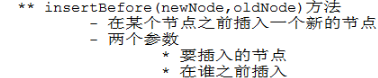 ** insertBefore(newNode,oldNode)方法
- 在某个节点之前插入一个新的节点
- 两个参数
* 要插入的节点
* 在谁之前插入